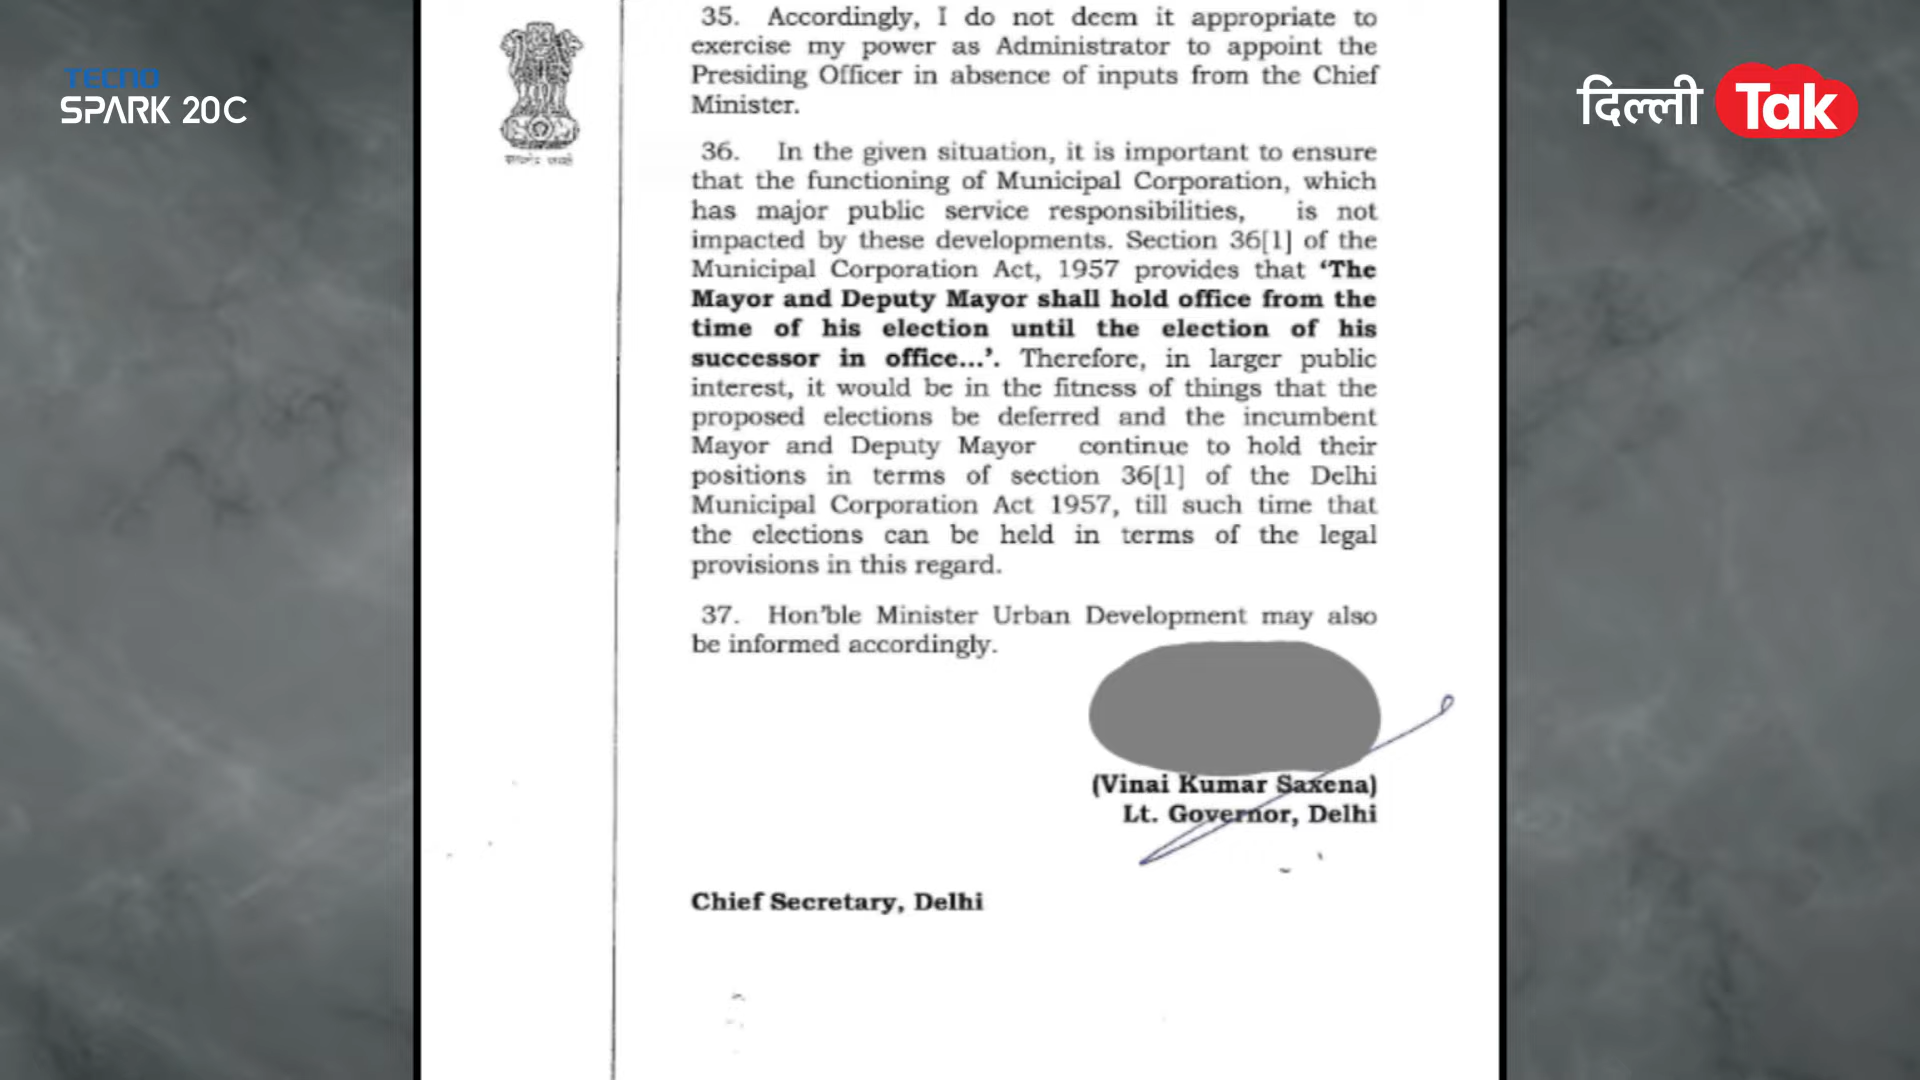 TECNO
SPARK 20C
दिल्ली Tak
35. Accordingly, I do not deem it appropriate to
exercise my power as Administrator to appoint the
Presiding Officer in absence of inputs from the Chief
Minister.
36. In the given situation, it is important to ensure
that the functioning of Municipal Corporation, which
has major public service responsibilities, is not
impacted by these developments. Section 36[1] of the
Municipal Corporation Act, 1957 provides that ‘The
Mayor and Deputy Mayor shall hold office from the
time of his election until the election of his
successor in office...’. Therefore, in larger public
interest, it would be in the fitness of things that the
proposed elections be deferred and the incumbent
Mayor and Deputy Mayor continue to hold their
positions in terms of section 36[1] of the Delhi
Municipal Corporation Act 1957, till such time that
the elections can be held in terms of the legal
provisions in this regard.
37. Hon’ble Minister Urban Development may also
be informed accordingly.
(Vinai Kumar Saxena)
Lt. Governor, Delhi
Chief Secretary, Delhi